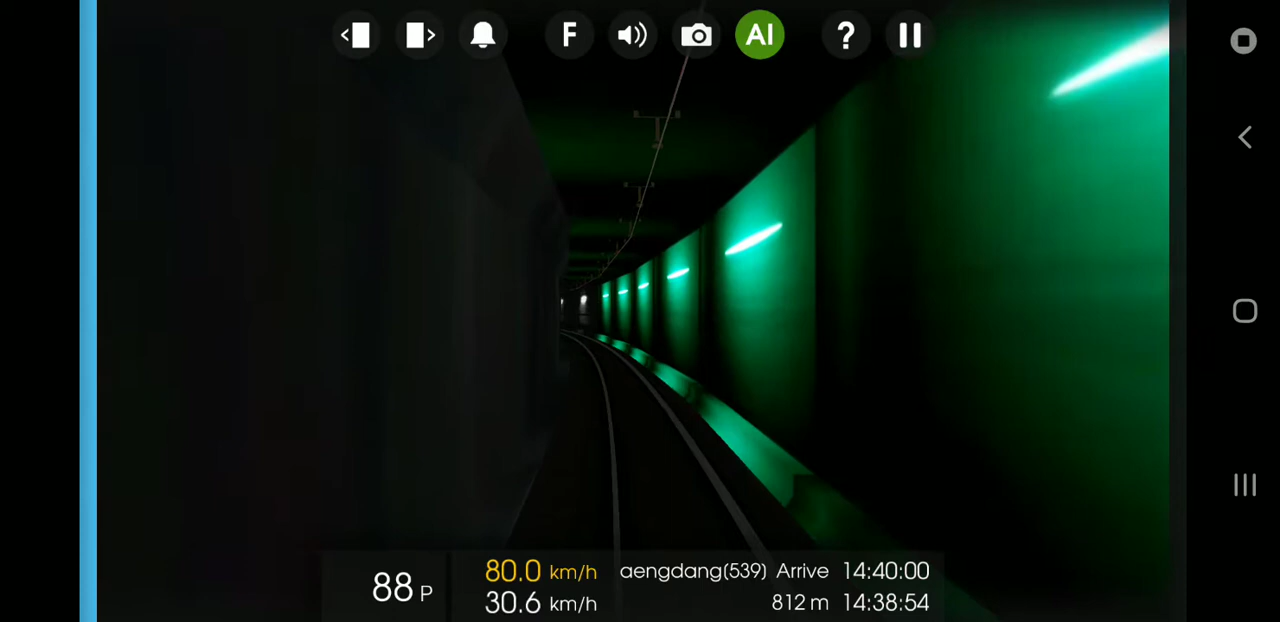 F AI ?
88 P
80.0 km/h
30.6 km/h
aengdang(539) Arrive 14:40:00
812 m 14:38:54